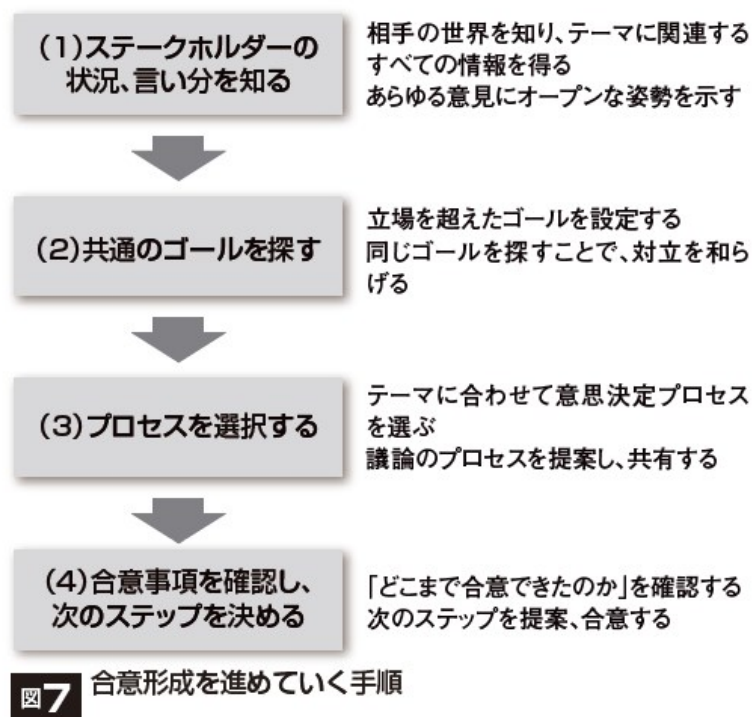 (1)ステークホルダーの
状況、言い分を知る
相手の世界を知り、テーマに関連する
すべての情報を得る
あらゆる意見にオープンな姿勢を示す
(2)共通のゴールを探す
立場を超えたゴールを設定する
同じゴールを探すことで、対立を和ら
げる
(3)プロセスを選択する
テーマに合わせて意思決定プロセス
を選ぶ
議論のプロセスを提案し、共有する
(4)合意事項を確認し、
次のステップを決める
「どこまで合意できたのか」を確認する
次のステップを提案、合意する
図7 合意形成を進めていく手順